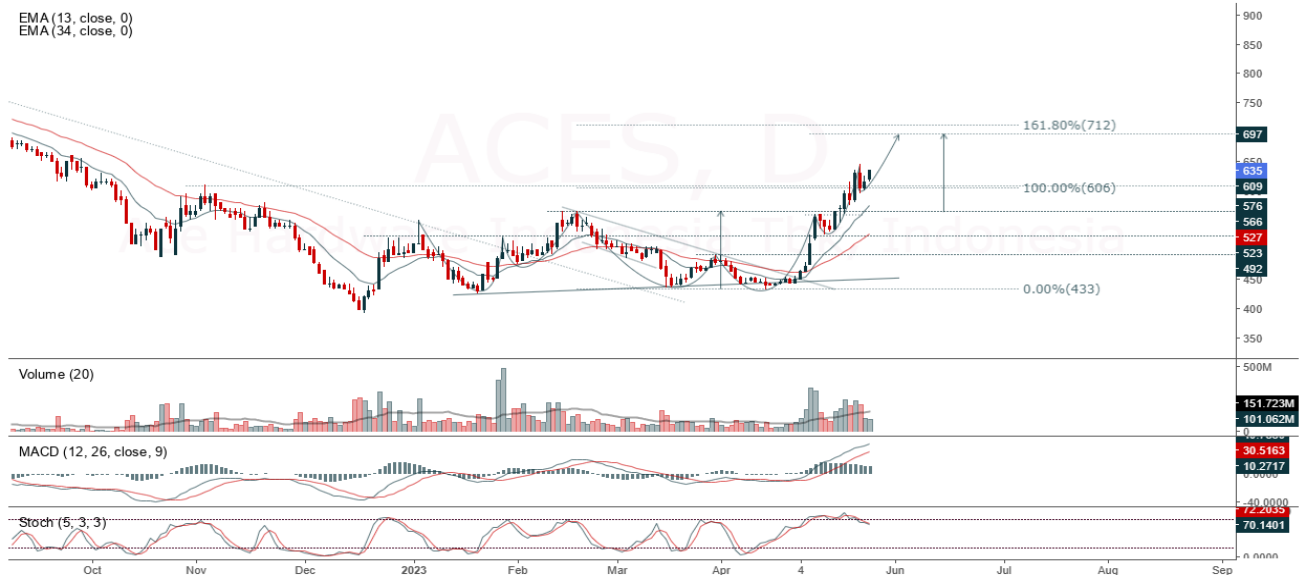 EMA (13, close, 0)
EMA (34, close, 0)
ACES, D
900
850
800
750
161.80%(712)
697
650
635
100.00%(606)
609
576
566
527
523
492
450
0.00%(433)
400
350
Volume (20)
500M
151.723M
101.062M
0
MACD (12, 26, close, 9)
30.5163
10.2717
0.0000
-40.0000
Stoch (5, 3, 3)
72.2035
70.1401
0.0000
Oct Nov Dec 2023 Feb Mar Apr 4 Jun Jul Aug Sep